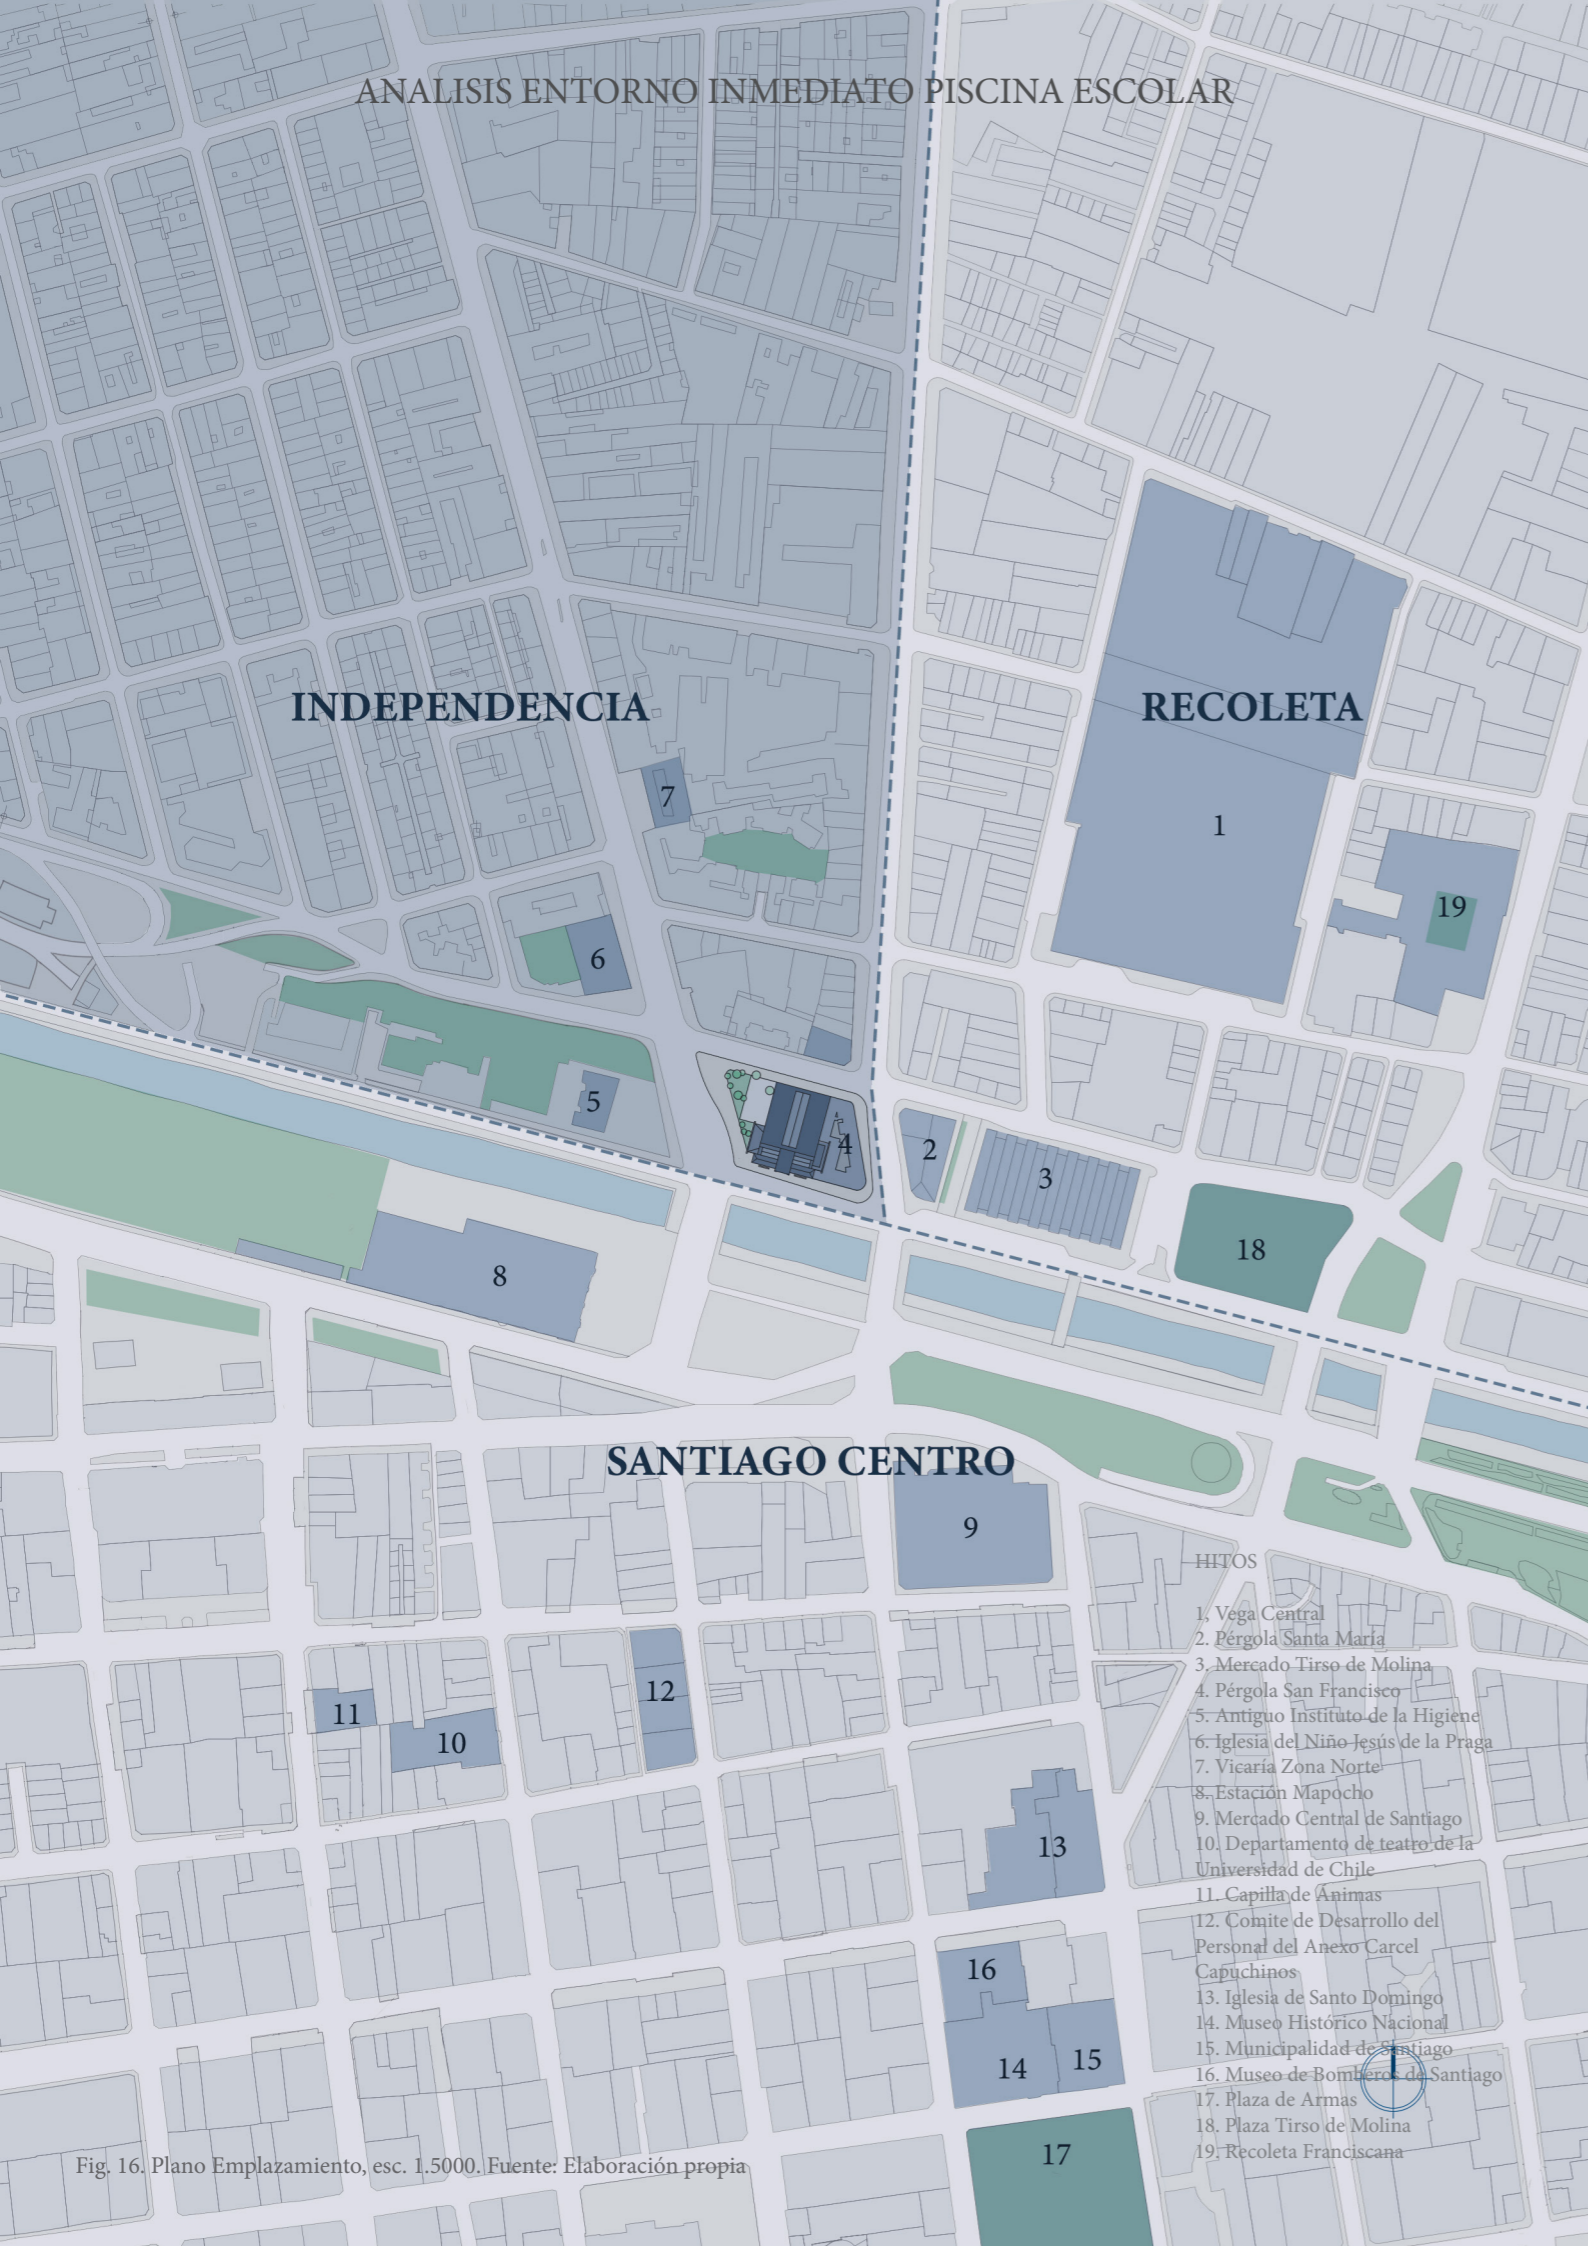 ANALISIS ENTORNO INMEDIATO PISCINA ESCOLAR
INDEPENDENCIA
RECOLETA
7
1
19
6
5
4
2
3
18
8
SANTIAGO CENTRO
9
12
11
10
13
16
14
15
17
HITOS
1, Vega Central
2. Pérgola Santa María
3. Mercado Tirso de Molina
4. Pérgola San Francisco
5. Antiguo Instituto de la Higiene
6. Iglesia del Niño Jesús de la Praga
7. Vicaría Zona Norte
8. Estación Mapocho
9. Mercado Central de Santiago
10. Departamento de teatro de la
Universidad de Chile
11. Capilla de Ánimas
12. Comite de Desarrollo del
Personal del Anexo Carcel
Capuchinos
13. Iglesia de Santo Domingo
14. Museo Histórico Nacional
15. Municipalidad de Santiago
16. Museo de Bomberos de Santiago
17. Plaza de Armas
18. Plaza Tirso de Molina
19. Recoleta Franciscana
Fig. 16. Plano Emplazamiento, esc. 1.5000. Fuente: Elaboración propia